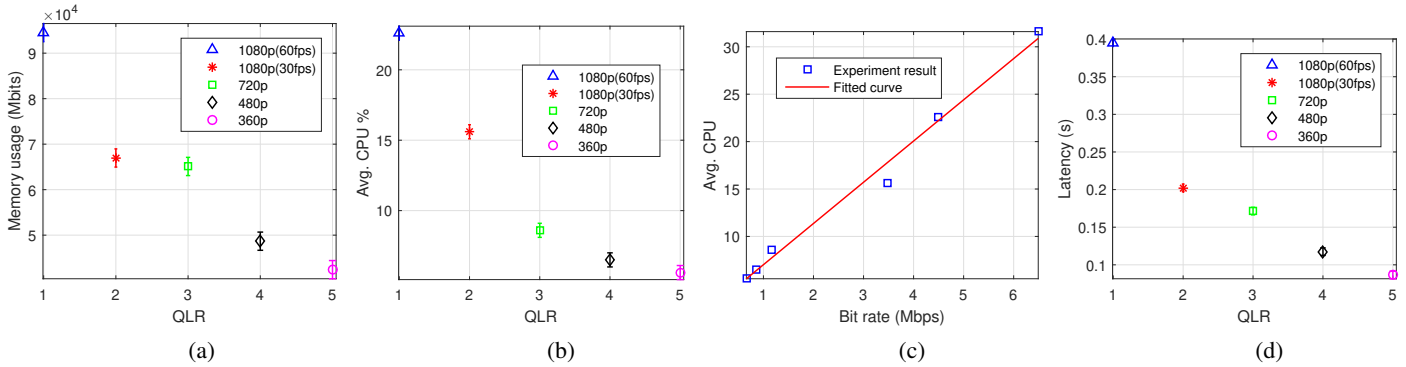 ×10^4
Memory usage (Mbits)
9
8
7
6
5
1 2 3 4 5
QLR
1080p(60fps)
1080p(30fps)
720p
480p
360p
(a)
Avg. CPU %
20
15
10
1 2 3 4 5
QLR
1080p(60fps)
1080p(30fps)
720p
480p
360p
(b)
Avg. CPU
30
25
20
15
10
1 2 3 4 5 6
Bit rate (Mbps)
Experiment result
Fitted curve
(c)
Latency (s)
0.4
0.35
0.3
0.25
0.2
0.15
0.1
1 2 3 4 5
QLR
1080p(60fps)
1080p(30fps)
720p
480p
360p
(d)